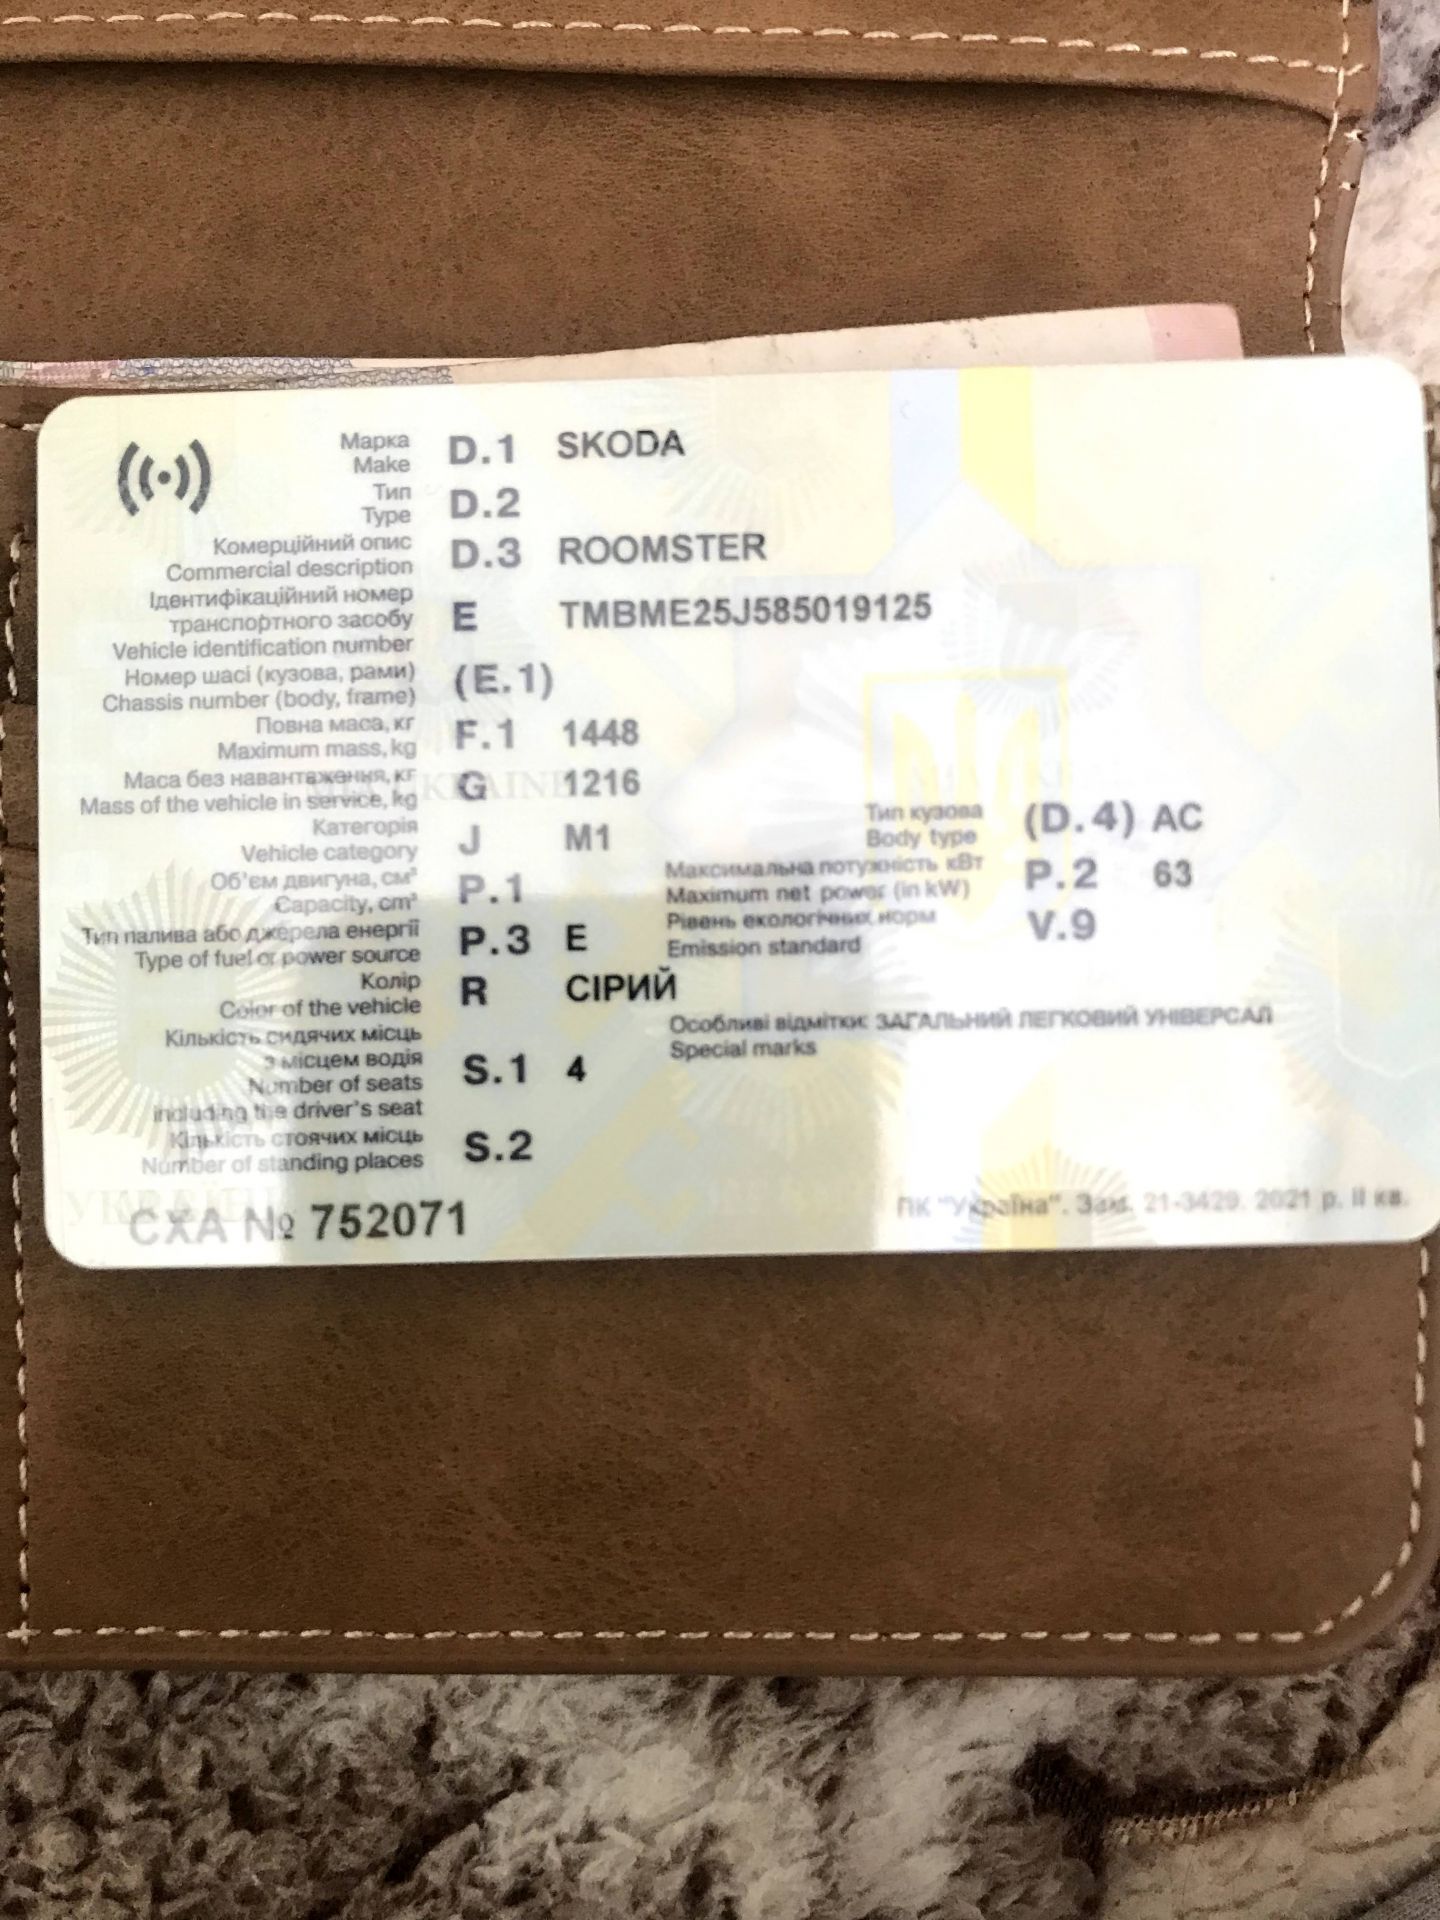 Марка
Make D.1 SKODA
Тип
Type D.2
Комерційний опис
Commercial description D.3 ROOMSTER
Ідентифікаційний номер
транспортного засобу
Vehicle identification number E TMBME25J585019125
Номер шасі (кузова, рами)
Chassis number (body, frame) (E.1)
Повна маса, кг
Maximum mass, kg F.1 1448
Маса без навантаження, кг
Mass of the vehicle in service, kg G 1216
Категорія
Vehicle category J M1
Тип кузова
Body type (D.4) AC
Об'єм двигуна, см³
Capacity, cm³ P.1
Максимальна потужність кВт
Maximum net power (in kW) P.2 63
Тип палива або джерела енергії
Type of fuel or power source P.3 E
Рівень екологічних норм
Emission standard V.9
Колір
Color of the vehicle R СІРИЙ
Особливі відмітки: ЗАГАЛЬНИЙ ЛЕГКОВИЙ УНІВЕРСАЛ
Special marks
Кількість сидячих місць
з місцем водія
Number of seats
including the driver's seat S.1 4
Кількість стоячих місць
Number of standing places S.2
СХА № 752071
ПК "Україна". Зам. 21-3429. 2021 р. II кв.